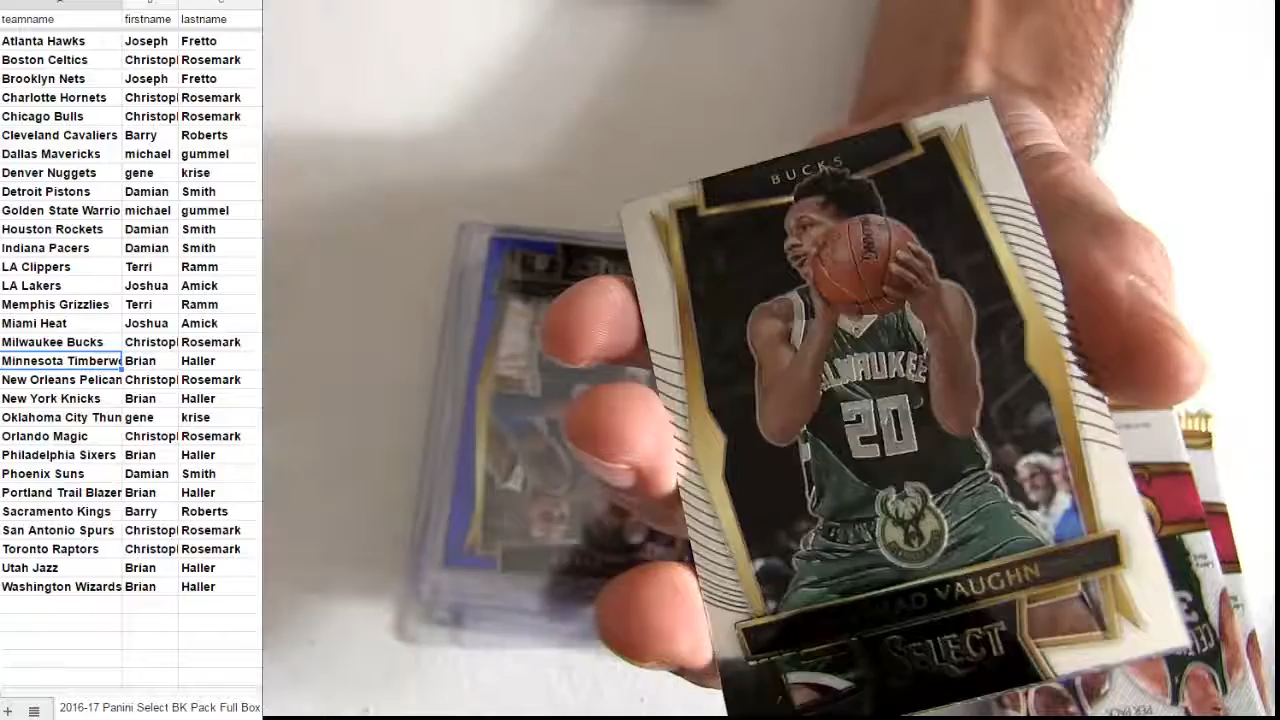 teamname firstname lastname
Atlanta Hawks Joseph Fretto
Boston Celtics Christopl Rosemark
Brooklyn Nets Joseph Fretto
Charlotte Hornets Christopl Rosemark
Chicago Bulls Christopl Rosemark
Cleveland Cavaliers Barry Roberts
Dallas Mavericks michael gummel
Denver Nuggets gene krise
Detroit Pistons Damian Smith
Golden State Warrio michael gummel
Houston Rockets Damian Smith
Indiana Pacers Damian Smith
LA Clippers Terri Ramm
LA Lakers Joshua Amick
Memphis Grizzlies Terri Ramm
Miami Heat Joshua Amick
Milwaukee Bucks Christopl Rosemark
Minnesota Timberwo Brian Haller
New Orleans Pelican Christopl Rosemark
New York Knicks Brian Haller
Oklahoma City Thun gene krise
Orlando Magic Christopl Rosemark
Philadelphia Sixers Brian Haller
Phoenix Suns Damian Smith
Portland Trail Blazer Brian Haller
Sacramento Kings Barry Roberts
San Antonio Spurs Christopl Rosemark
Toronto Raptors Christopl Rosemark
Utah Jazz Brian Haller
Washington Wizards Brian Haller
2016-17 Panini Select BK Pack Full Box
BUCKS
MILWAUKEE
20
VAUGHN
SELECT